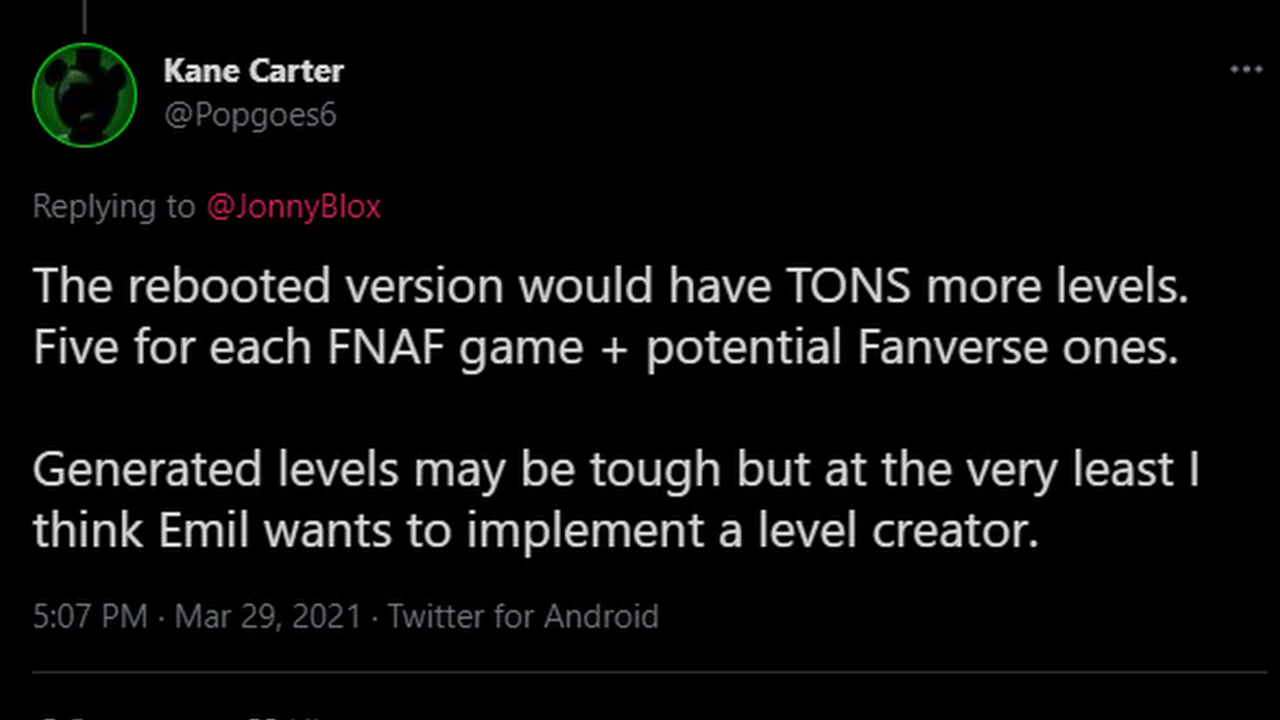 Kane Carter
@Popgoes6
Replying to @JonnyBlox
The rebooted version would have TONS more levels.
Five for each FNAF game + potential Fanverse ones.
Generated levels may be tough but at the very least I
think Emil wants to implement a level creator.
5:07 PM · Mar 29, 2021 · Twitter for Android